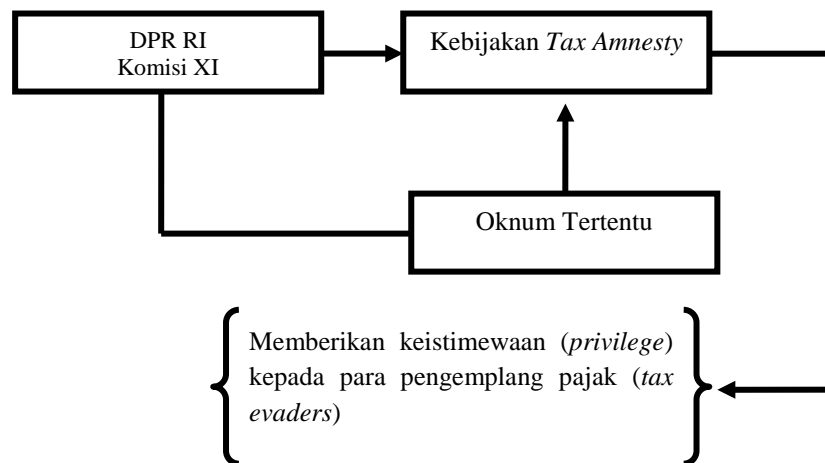 DPR RI
Komisi XI
Kebijakan Tax Amnesty
Oknum Tertentu
Memberikan keistimewaan (privilege)
kepada para pengemplang pajak (tax
evaders)